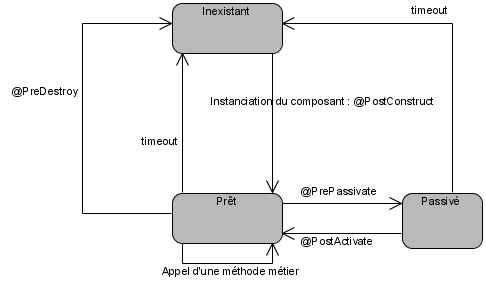 Inexistant
timeout
@PreDestroy
Instanciation du composant : @PostConstruct
timeout
@PrePassivate
Prêt
Passivé
@PostActivate
Appel d'une méthode métier